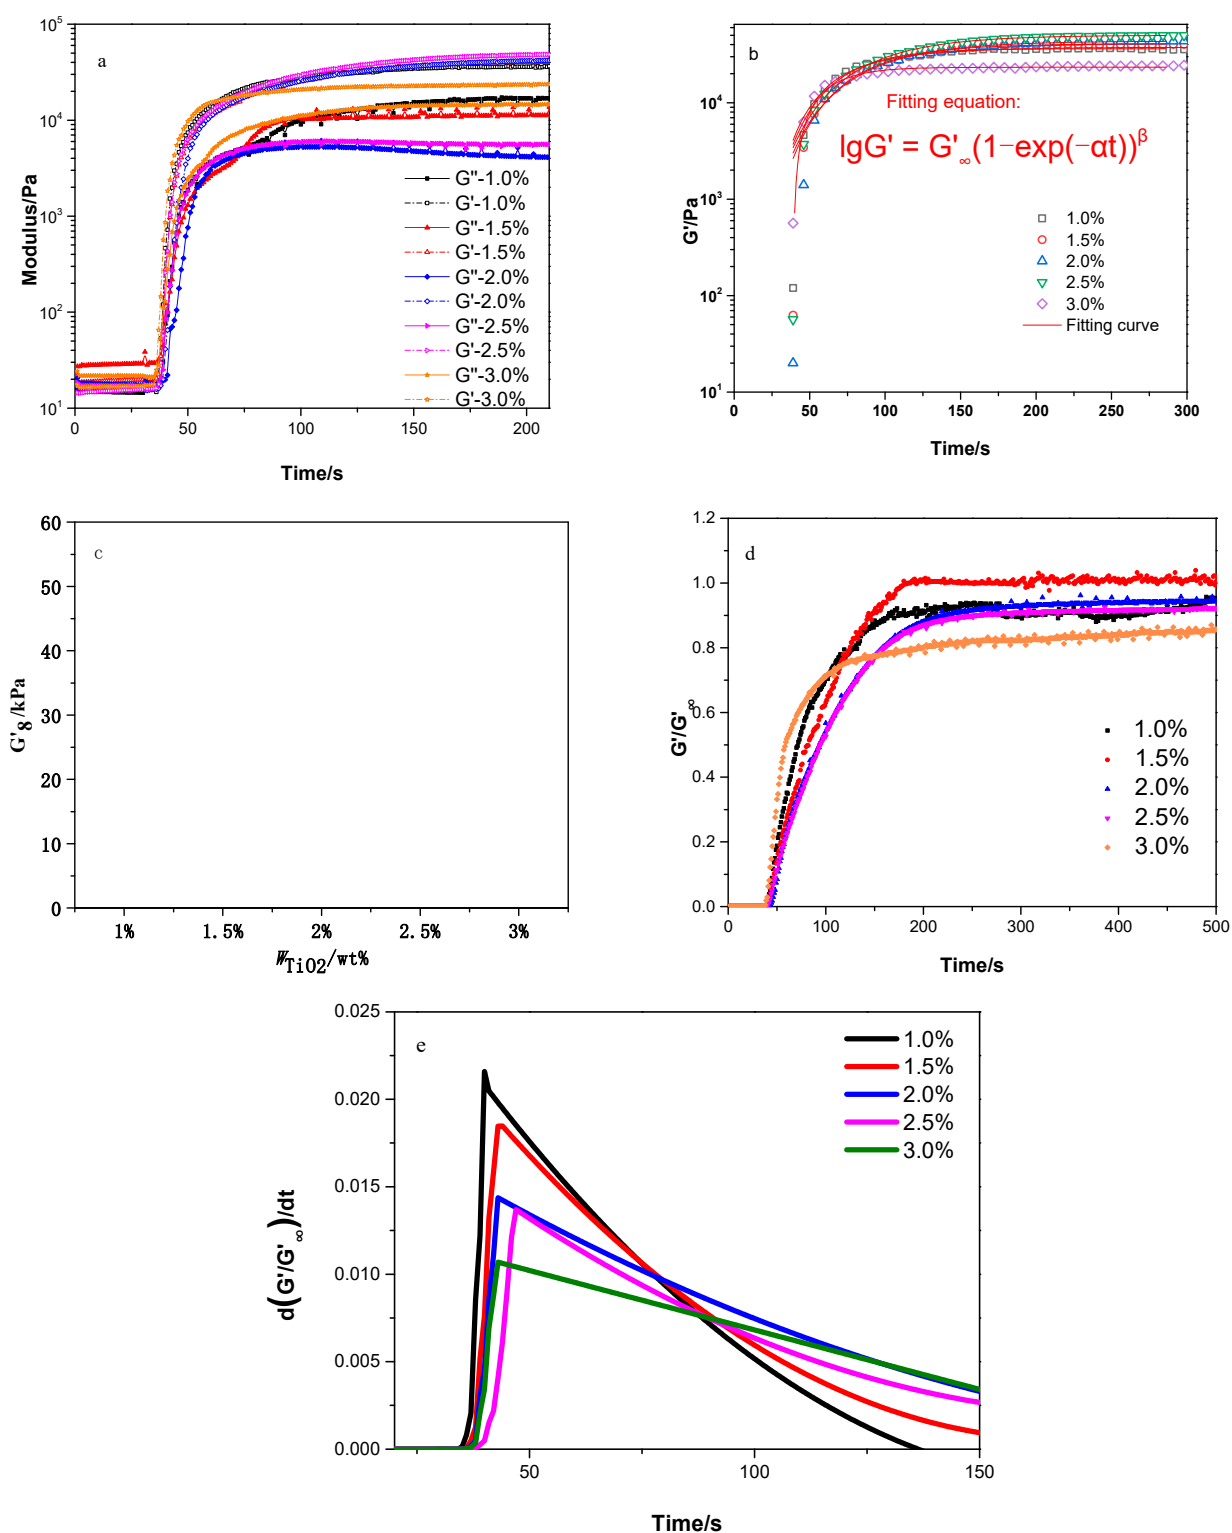 a
10⁵
10⁴
10³
10²
10¹
Modulus/Pa
G''-1.0%
G'-1.0%
G''-1.5%
G'-1.5%
G''-2.0%
G'-2.0%
G''-2.5%
G'-2.5%
G''-3.0%
G'-3.0%
0 50 100 150 200
Time/s
b
10⁴
10³
10²
10¹
G'/Pa
Fitting equation:
lgG' = G'∞(1−exp(−αt))^β
1.0%
1.5%
2.0%
2.5%
3.0%
Fitting curve
0 50 100 150 200 250 300
Time/s
c
60
50
40
30
20
10
0
G'8/kPa
1% 1.5% 2% 2.5% 3%
WTiO2/wt%
d
1.2
1.0
0.8
0.6
0.4
0.2
0.0
G'/G'∞
1.0%
1.5%
2.0%
2.5%
3.0%
0 100 200 300 400 500
Time/s
e
0.025
0.020
0.015
0.010
0.005
0.000
d(G'/G'∞)/dt
1.0%
1.5%
2.0%
2.5%
3.0%
50 100 150
Time/s